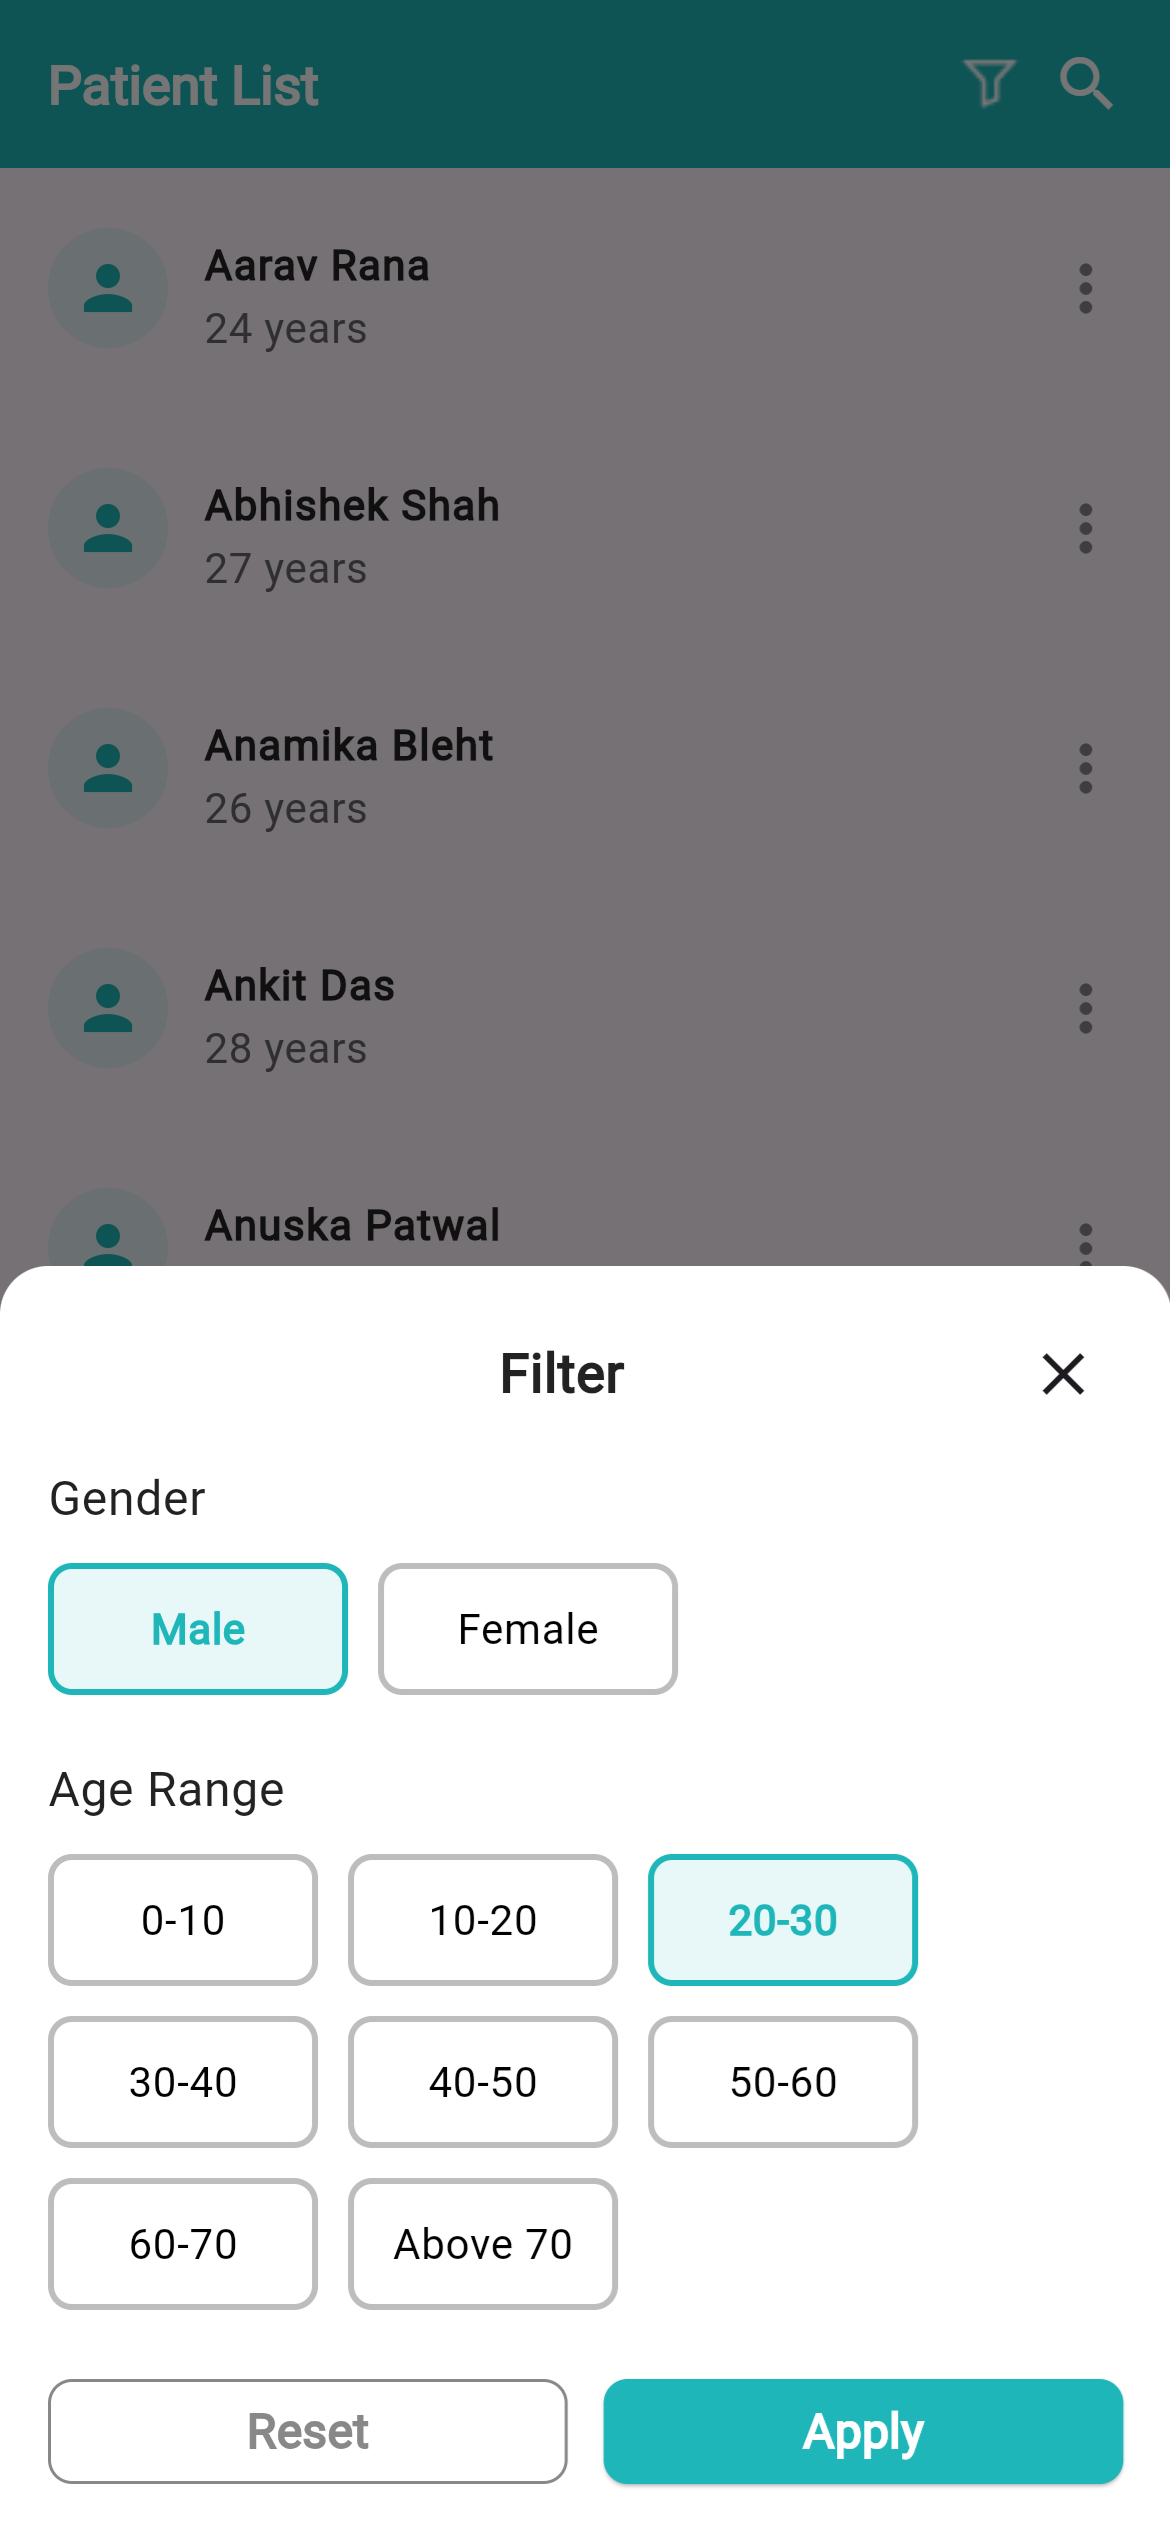 Patient List
Aarav Rana
24 years
Abhishek Shah
27 years
Anamika Bleht
26 years
Ankit Das
28 years
Anuska Patwal
Filter
Gender
Male Female
Age Range
0-10 10-20 20-30
30-40 40-50 50-60
60-70 Above 70
Reset Apply